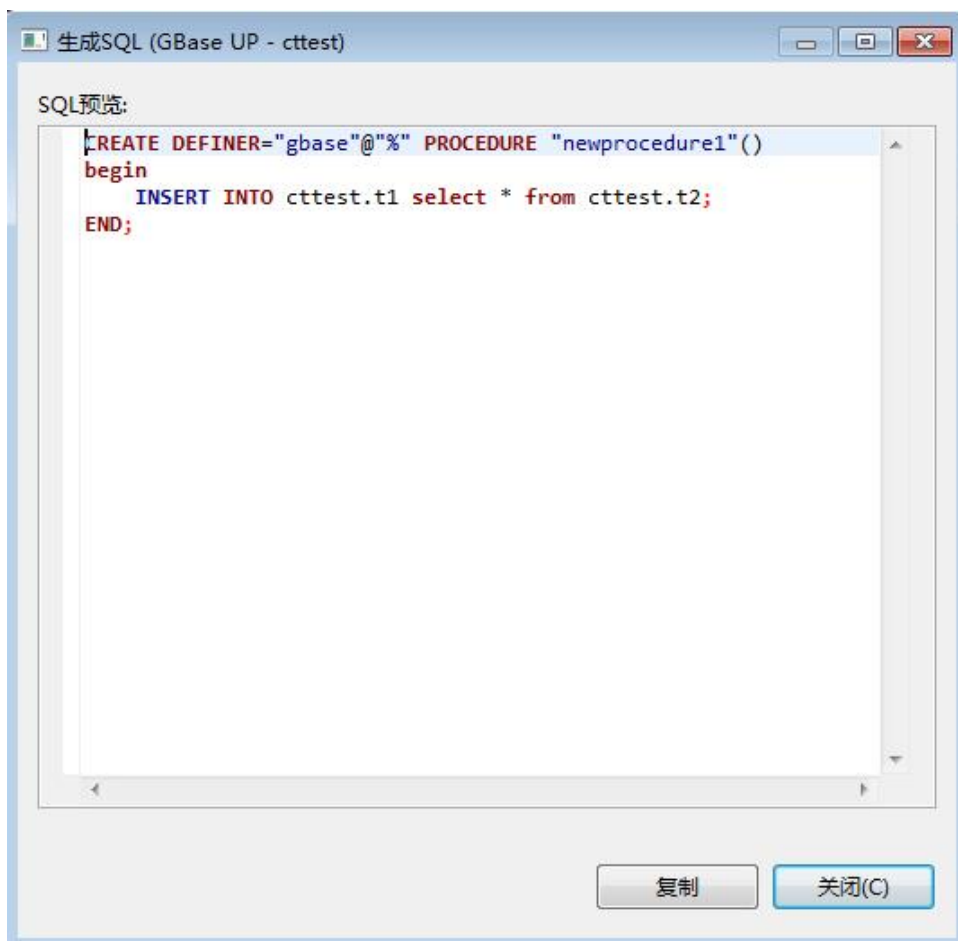 生成SQL (GBase UP - cttest)
SQL预览:
CREATE DEFINER="gbase"@"%" PROCEDURE "newprocedure1"()
begin
    INSERT INTO cttest.t1 select * from cttest.t2;
END;
复制
关闭(C)